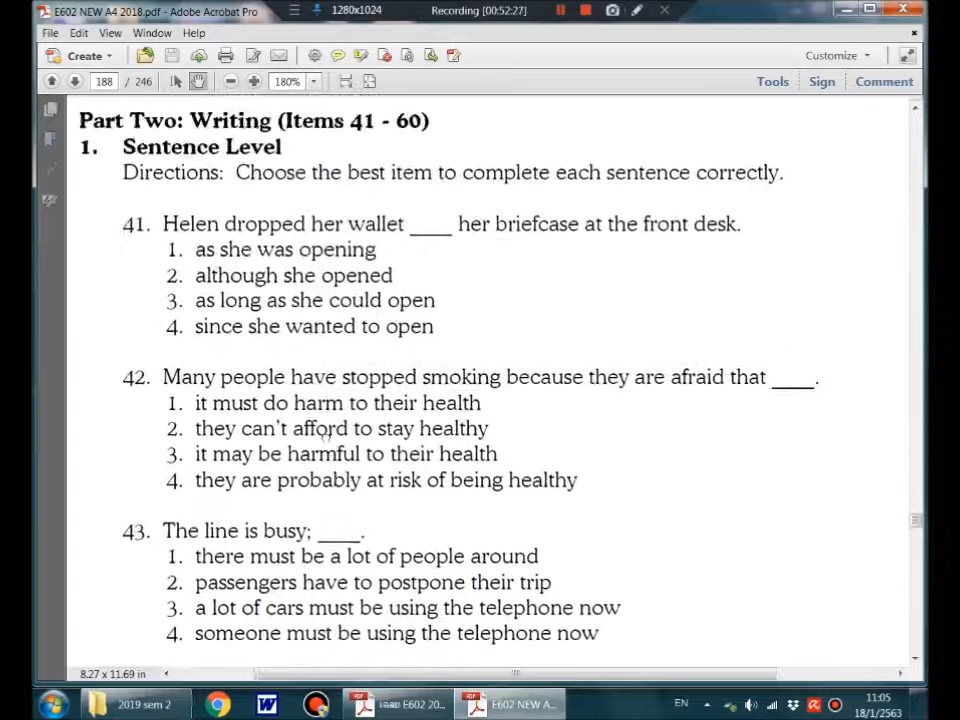 E602 NEW A4 2018.pdf - Adobe Acrobat Pro
1280x1024
Recording [00:52:27]
File Edit View Window Help
Create
Customize
188 / 246
180%
Tools Sign Comment
Part Two: Writing (Items 41 - 60)
1. Sentence Level
Directions: Choose the best item to complete each sentence correctly.
41. Helen dropped her wallet ____ her briefcase at the front desk.
1. as she was opening
2. although she opened
3. as long as she could open
4. since she wanted to open
42. Many people have stopped smoking because they are afraid that ____.
1. it must do harm to their health
2. they can't afford to stay healthy
3. it may be harmful to their health
4. they are probably at risk of being healthy
43. The line is busy; ____.
1. there must be a lot of people around
2. passengers have to postpone their trip
3. a lot of cars must be using the telephone now
4. someone must be using the telephone now
8.27 x 11.69 in
2019 sem 2
E602 20...
E602 NEW A...
EN
11:05
18/1/2563